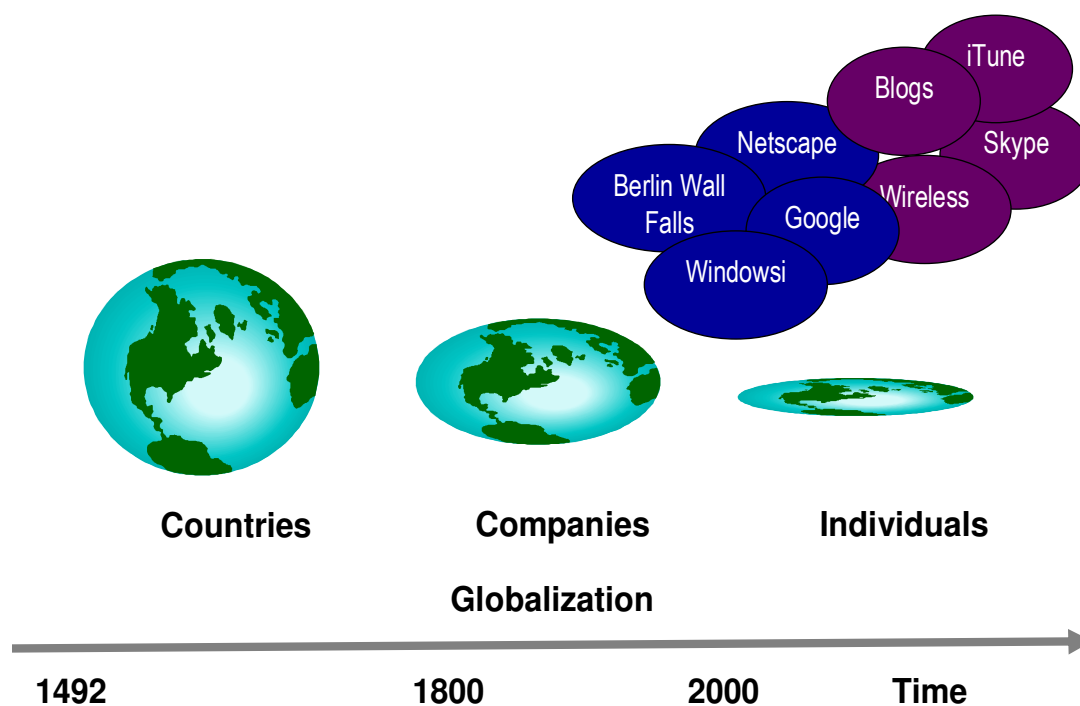 iTune
Blogs
Netscape
Skype
Berlin Wall
Falls
Wireless
Google
Windowsi
Countries
Companies
Individuals
Globalization
1492
1800
2000
Time